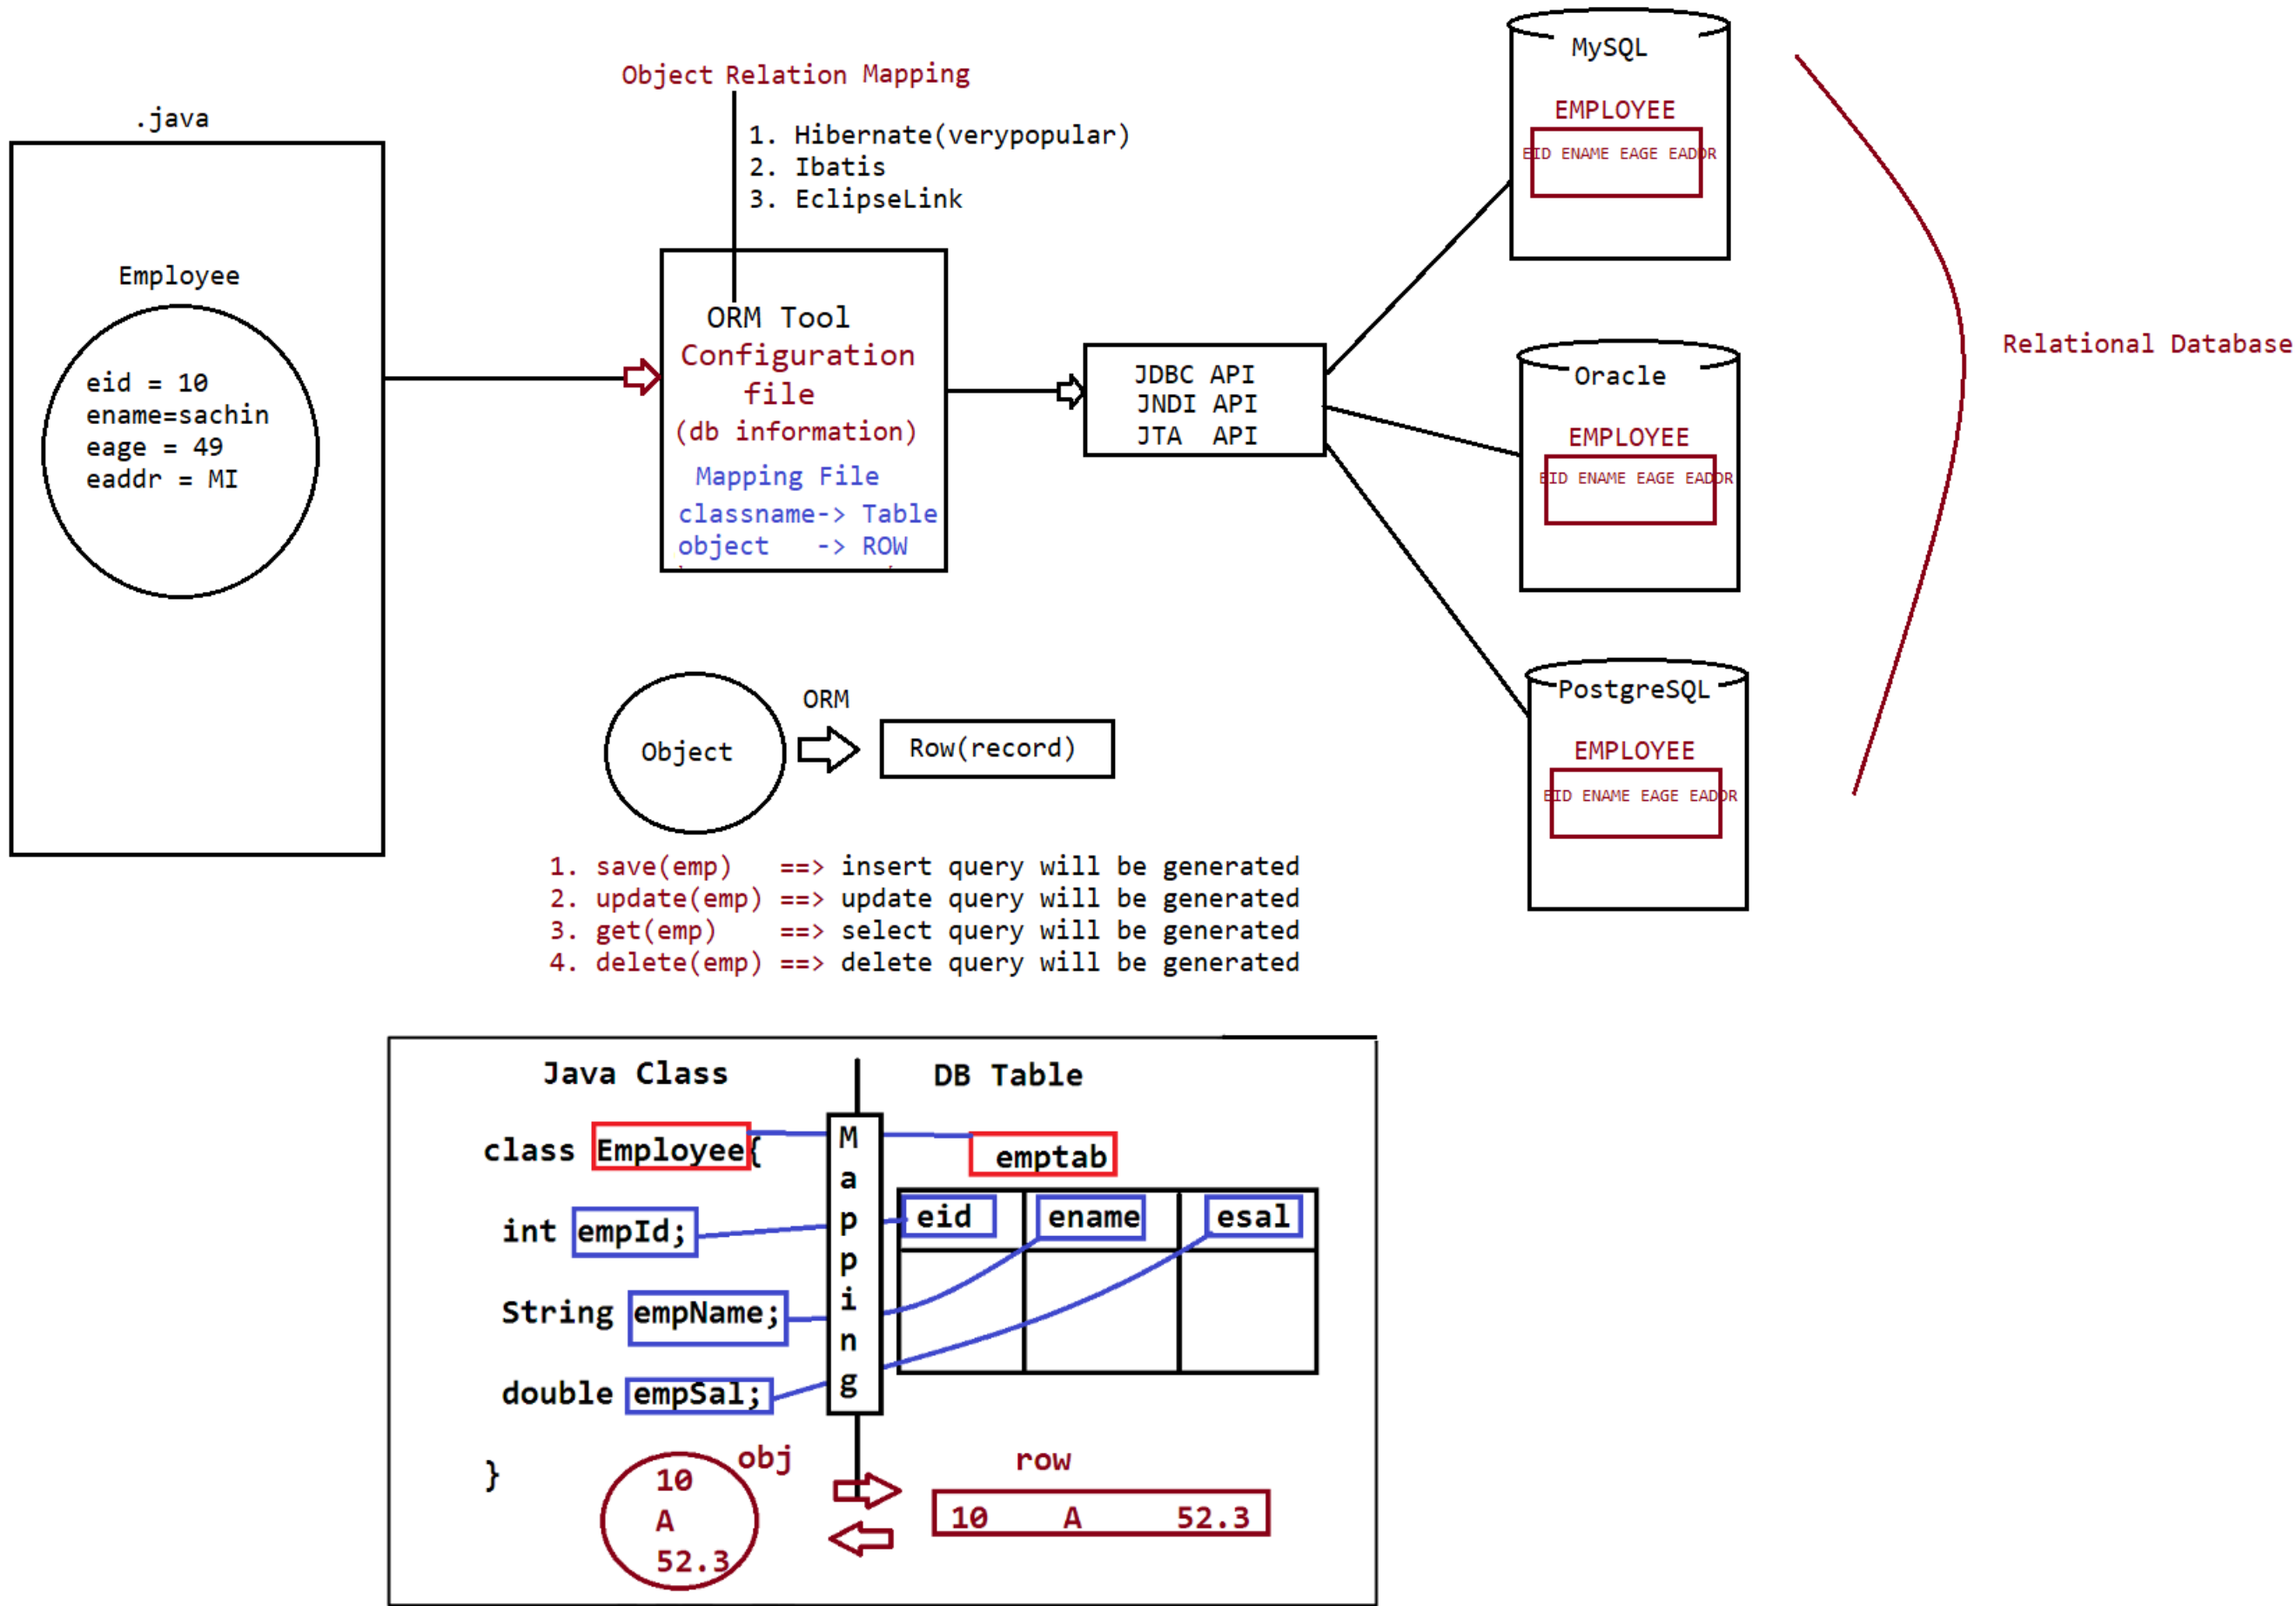 .java
Employee
eid = 10
ename=sachin
eage = 49
eaddr = MI
Object Relation Mapping
1. Hibernate(verypopular)
2. Ibatis
3. EclipseLink
ORM Tool
Configuration
file
(db information)
Mapping File
classname-> Table
object -> ROW
JDBC API
JNDI API
JTA API
MySQL
EMPLOYEE
EID ENAME EAGE EADDR
Oracle
EMPLOYEE
EID ENAME EAGE EADDR
PostgreSQL
EMPLOYEE
EID ENAME EAGE EADDR
Relational Database
Object
ORM
Row(record)
1. save(emp) ==> insert query will be generated
2. update(emp) ==> update query will be generated
3. get(emp) ==> select query will be generated
4. delete(emp) ==> delete query will be generated
Java Class
DB Table
class Employee{
int empId;
String empName;
double empSal;
}
Mapping
emptab
eid ename esal
obj
10
A
52.3
row
10 A 52.3